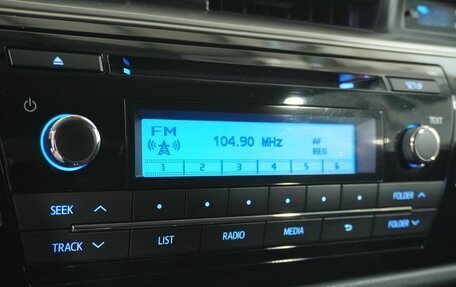 SETUP
TEXT
FM
104.90 MHz
AF
REG
1 2 3 4 5 6
SEEK
FOLDER
TRACK
LIST
RADIO
MEDIA
FOLDER